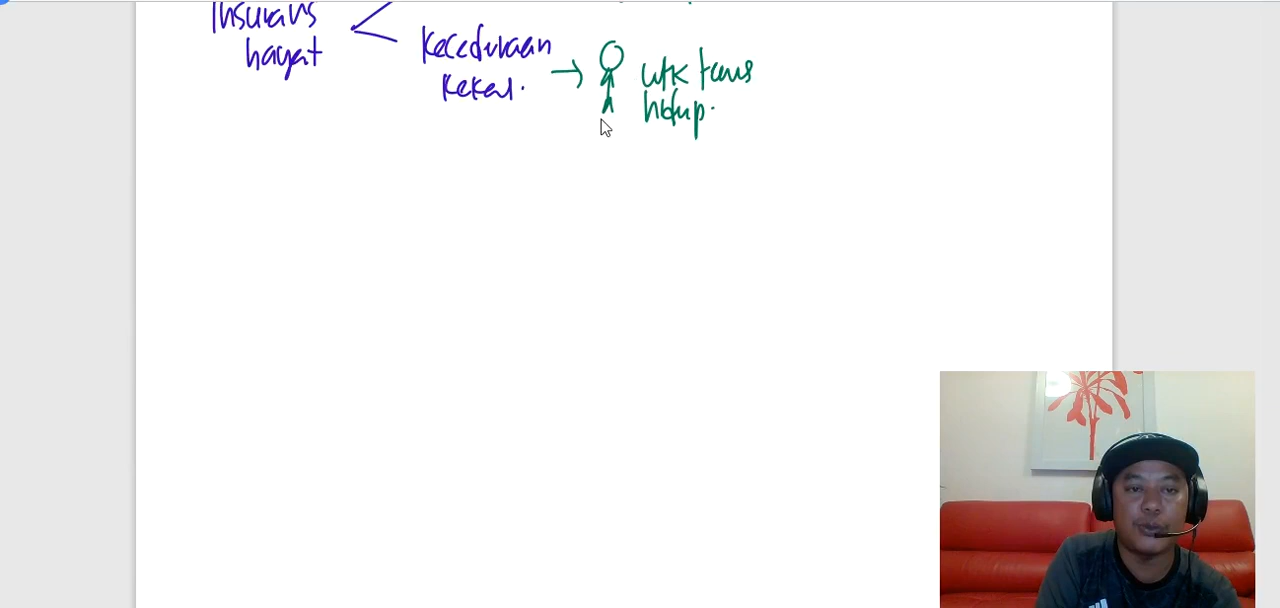 Insurans
hayat
kecederaan
kekal.
utk terus
hidup.